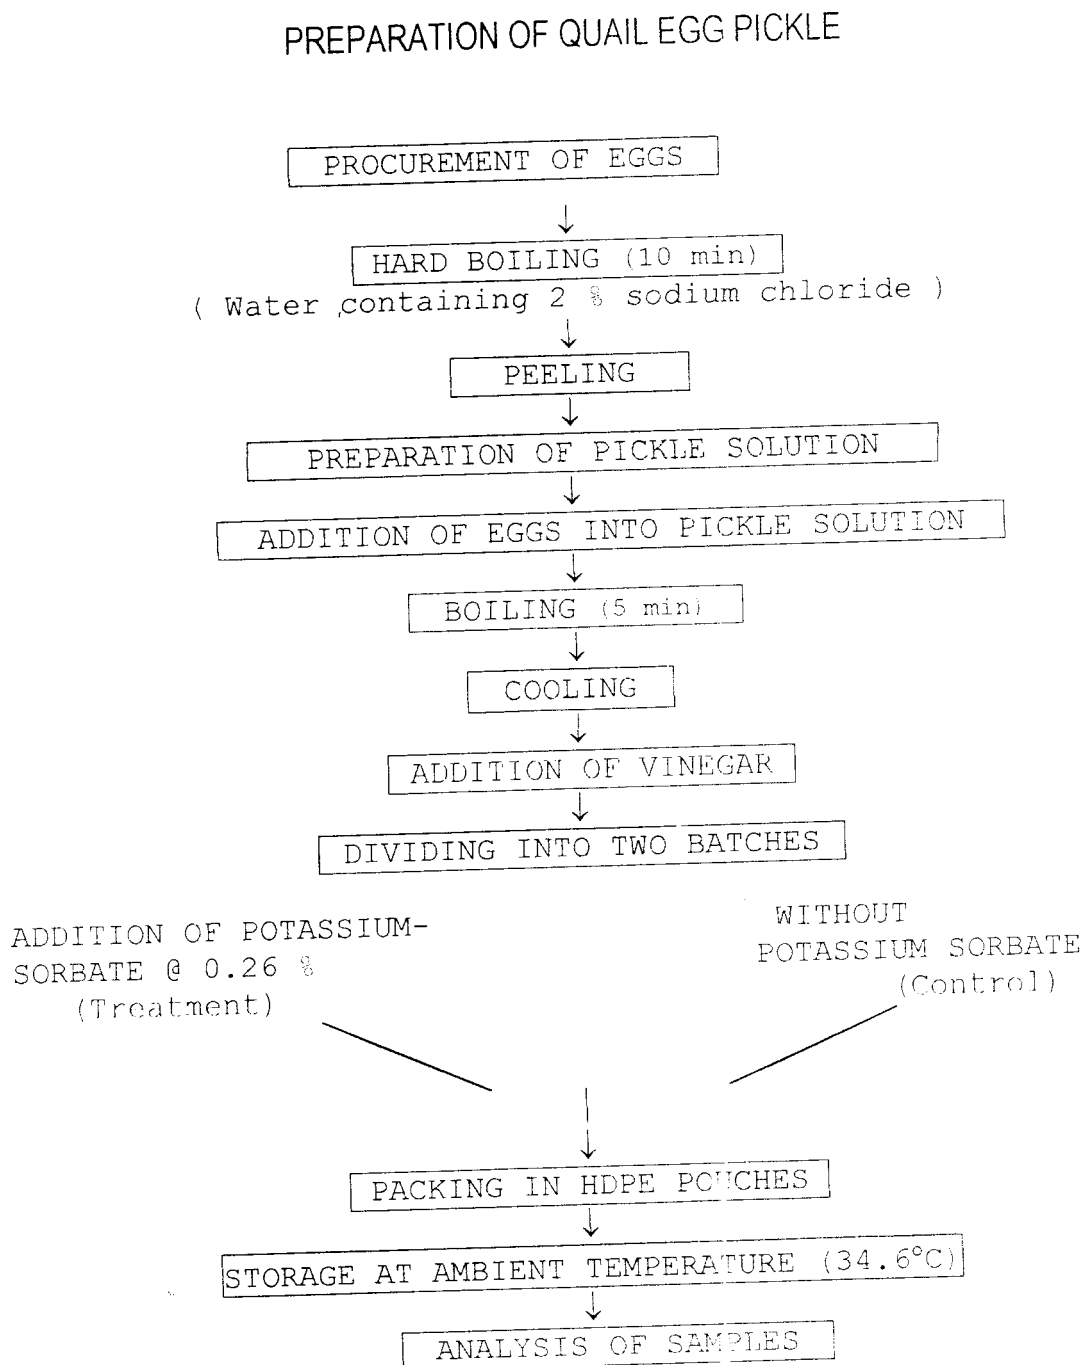 PREPARATION OF QUAIL EGG PICKLE
PROCUREMENT OF EGGS
HARD BOILING (10 min)
( Water containing 2 % sodium chloride )
PEELING
PREPARATION OF PICKLE SOLUTION
ADDITION OF EGGS INTO PICKLE SOLUTION
BOILING (5 min)
COOLING
ADDITION OF VINEGAR
DIVIDING INTO TWO BATCHES
ADDITION OF POTASSIUM-
SORBATE @ 0.26 %
(Treatment)
WITHOUT
POTASSIUM SORBATE
(Control)
PACKING IN HDPE POUCHES
STORAGE AT AMBIENT TEMPERATURE (34.6°C)
ANALYSIS OF SAMPLES